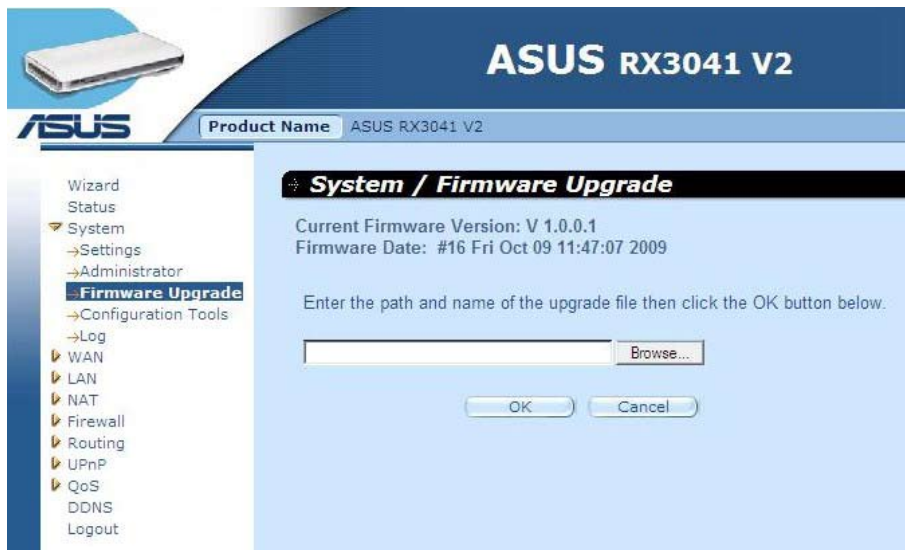 ASUS RX3041 V2
ASUS
Product Name ASUS RX3041 V2
Wizard
Status
System
→Settings
→Administrator
→Firmware Upgrade
→Configuration Tools
→Log
WAN
LAN
NAT
Firewall
Routing
UPnP
QoS
DDNS
Logout
System / Firmware Upgrade
Current Firmware Version: V 1.0.0.1
Firmware Date: #16 Fri Oct 09 11:47:07 2009
Enter the path and name of the upgrade file then click the OK button below.
Browse...
OK Cancel